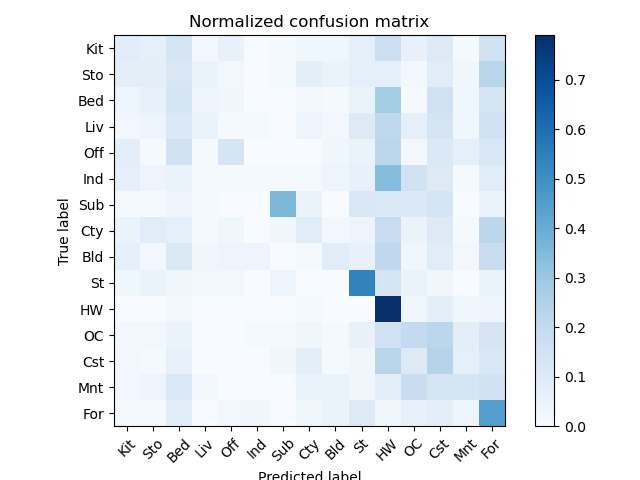 Normalized confusion matrix
True label
Kit
Sto
Bed
Liv
Off
Ind
Sub
Cty
Bld
St
HW
OC
Cst
Mnt
For
Kit Sto Bed Liv Off Ind Sub Cty Bld St HW OC Cst Mnt For
Predicted label
0.7
0.6
0.5
0.4
0.3
0.2
0.1
0.0